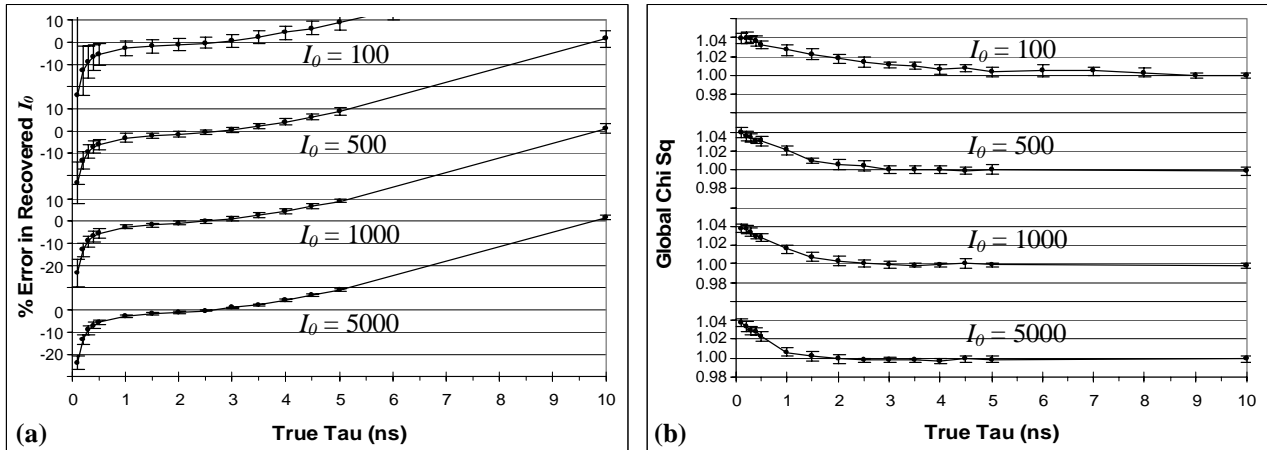 % Error in Recovered I0
10
0
-10
I0 = 100
10
0
-10
I0 = 500
10
0
-10
-20
I0 = 1000
0
-10
-20
I0 = 5000
0 1 2 3 4 5 6 7 8 9 10
(a)
True Tau (ns)
Global Chi Sq
1.04
1.02
1.00
0.98
I0 = 100
1.04
1.02
1.00
0.98
I0 = 500
1.04
1.02
1.00
0.98
I0 = 1000
1.04
1.02
1.00
0.98
I0 = 5000
0 1 2 3 4 5 6 7 8 9 10
(b)
True Tau (ns)